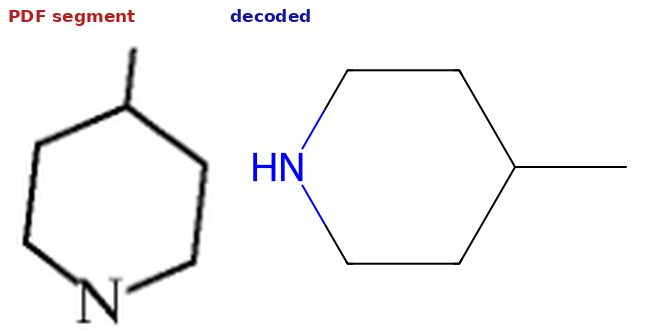 PDF segment decoded
HN
N